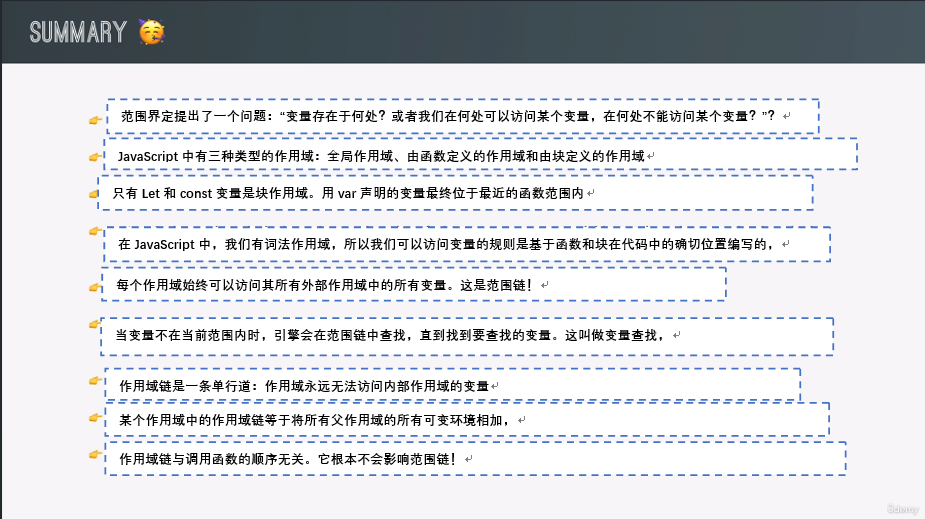 SUMMARY
范围界定提出了一个问题：“变量存在于何处？或者我们在何处可以访问某个变量，在何处不能访问某个变量？”？
JavaScript 中有三种类型的作用域：全局作用域、由函数定义的作用域和由块定义的作用域
只有 Let 和 const 变量是块作用域。用 var 声明的变量最终位于最近的函数范围内
在 JavaScript 中，我们有词法作用域，所以我们可以访问变量的规则是基于函数和块在代码中的确切位置编写的，
每个作用域始终可以访问其所有外部作用域中的所有变量。这是范围链！
当变量不在当前范围内时，引擎会在范围链中查找，直到找到要查找的变量。这叫做变量查找，
作用域链是一条单行道：作用域永远无法访问内部作用域的变量
某个作用域中的作用域链等于将所有父作用域的所有可变环境相加，
作用域链与调用函数的顺序无关。它根本不会影响范围链！
ûdemy